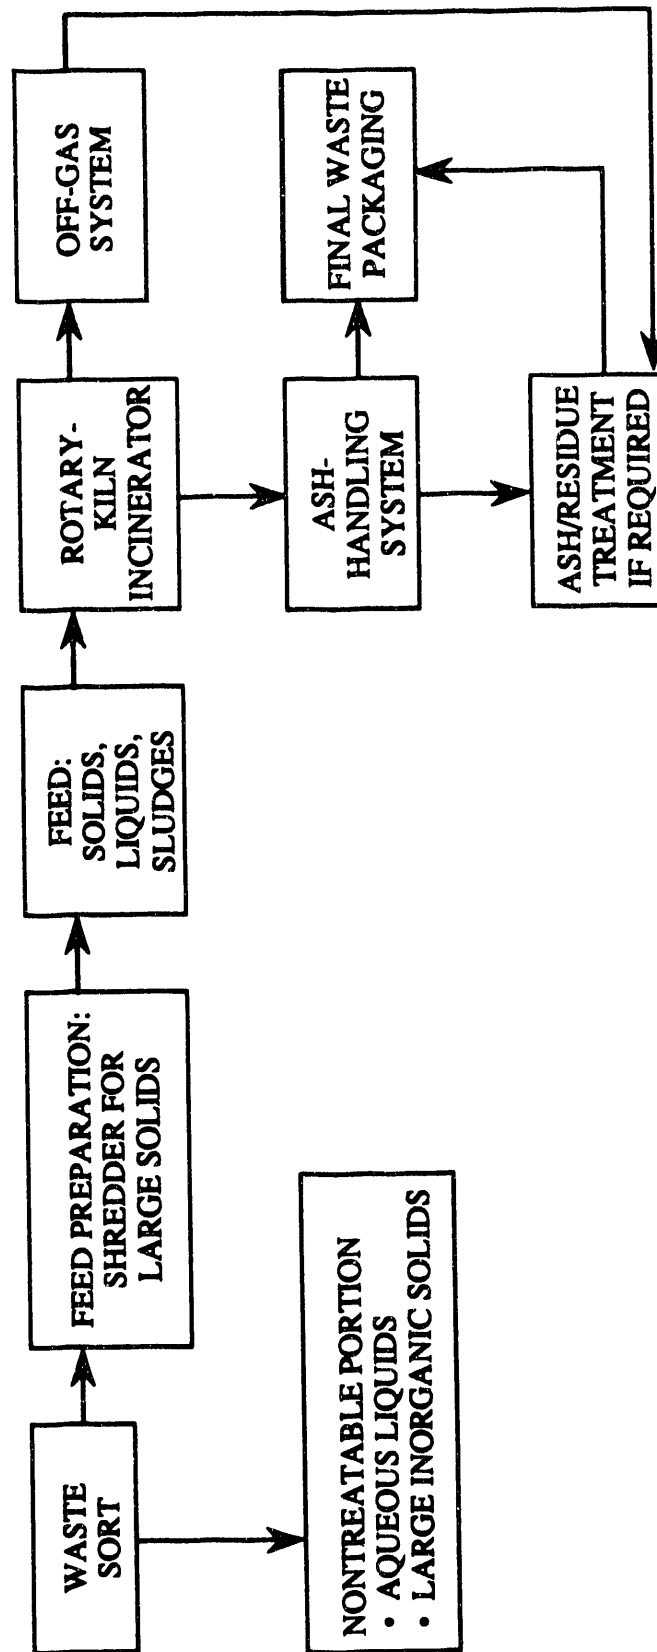 WASTE
SORT
NONTREATABLE PORTION
• AQUEOUS LIQUIDS
• LARGE INORGANIC SOLIDS
FEED PREPARATION:
SHREDDER FOR
LARGE SOLIDS
FEED:
SOLIDS,
LIQUIDS,
SLUDGES
ROTARY-
KILN
INCINERATOR
OFF-GAS
SYSTEM
ASH-
HANDLING
SYSTEM
FINAL WASTE
PACKAGING
ASH/RESIDUE
TREATMENT
IF REQUIRED